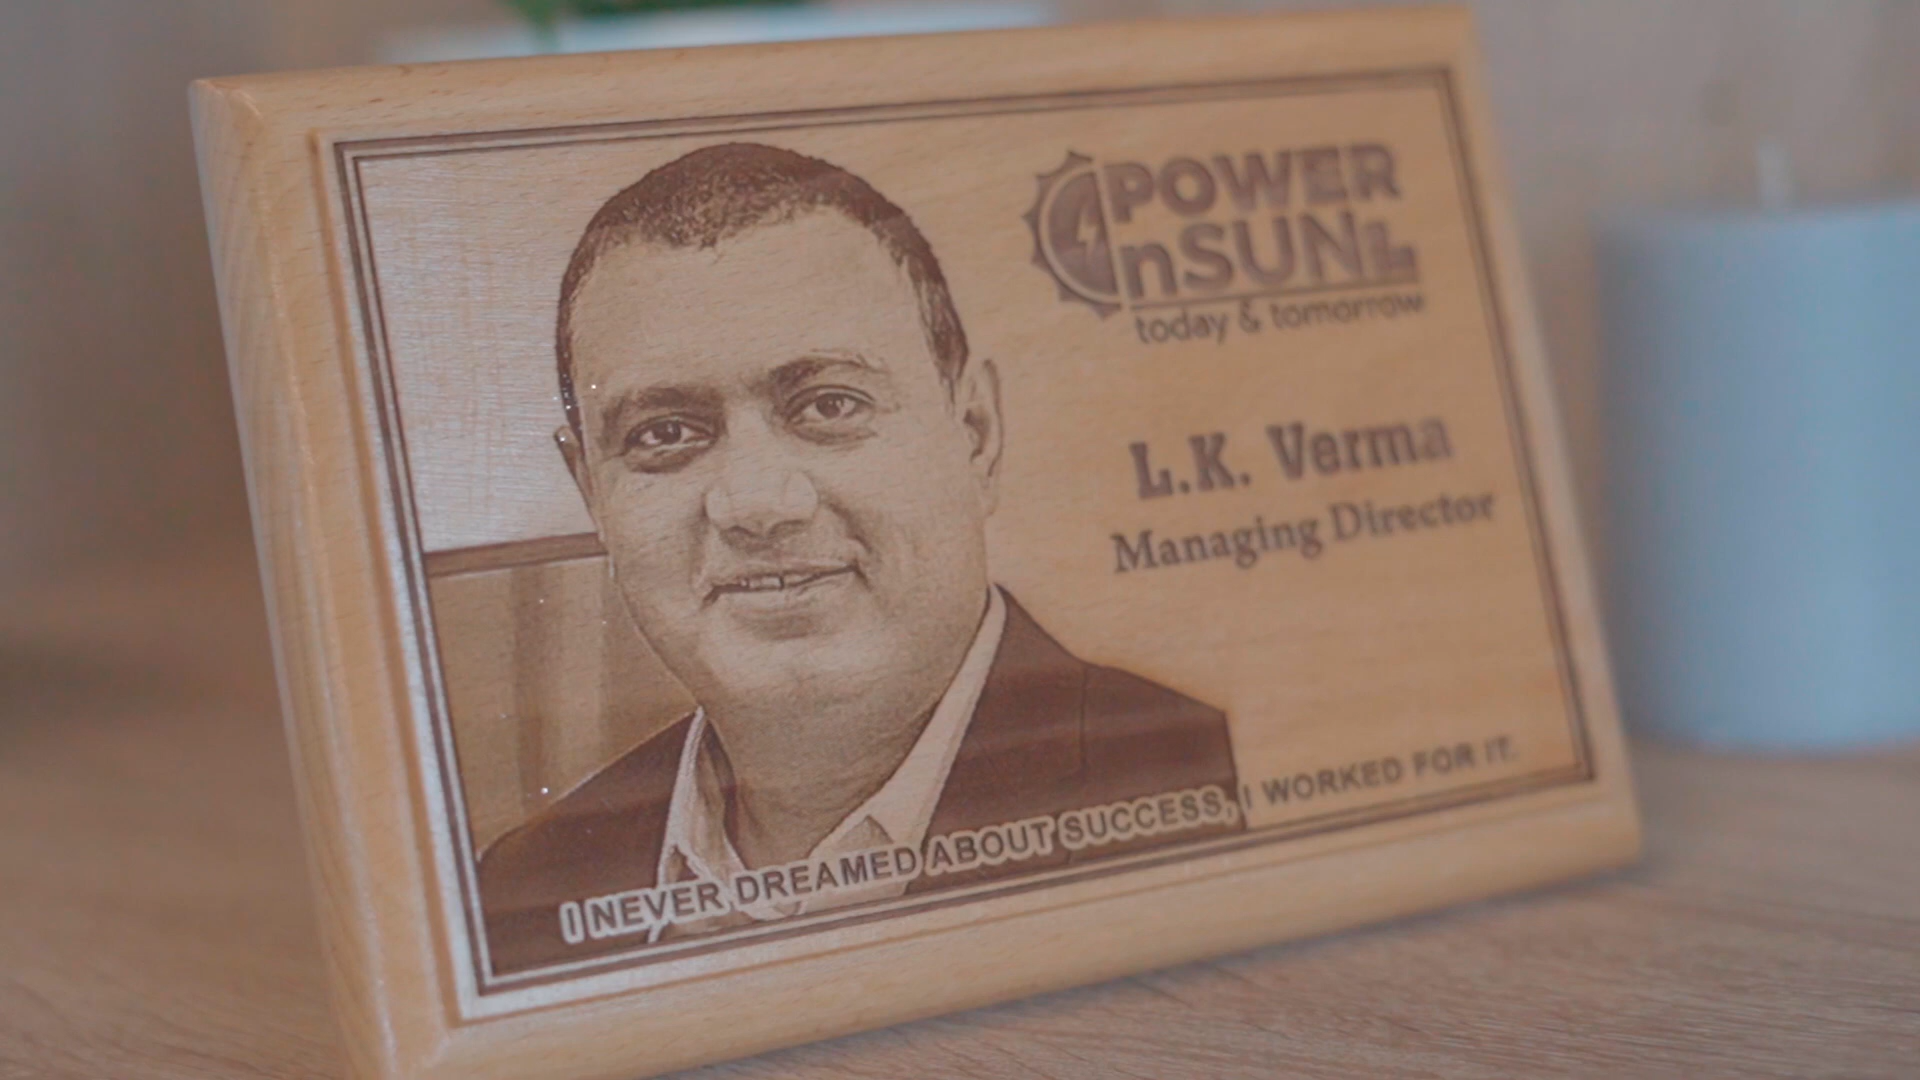 POWER
nSUN
today & tomorrow
L.K. Verma
Managing Director
I NEVER DREAMED ABOUT SUCCESS, I WORKED FOR IT.